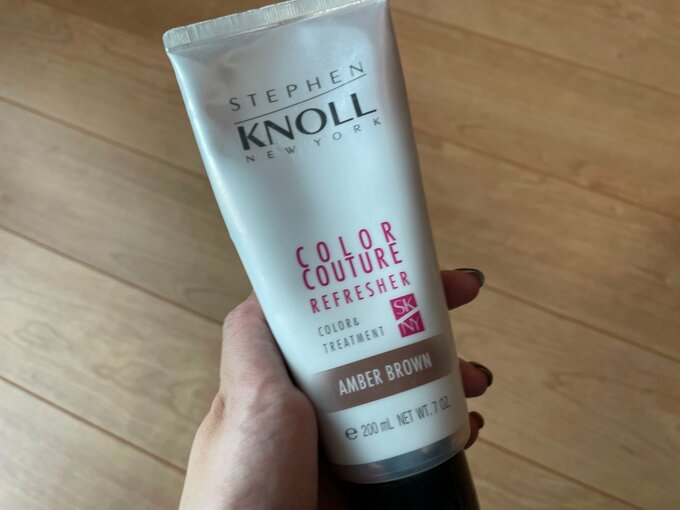 STEPHEN
KNOLL
NEW YORK
COLOR
COUTURE
REFRESHER
COLOR&
TREATMENT
SK
NY
AMBER BROWN
e 200 mL NET WT. 7 OZ.